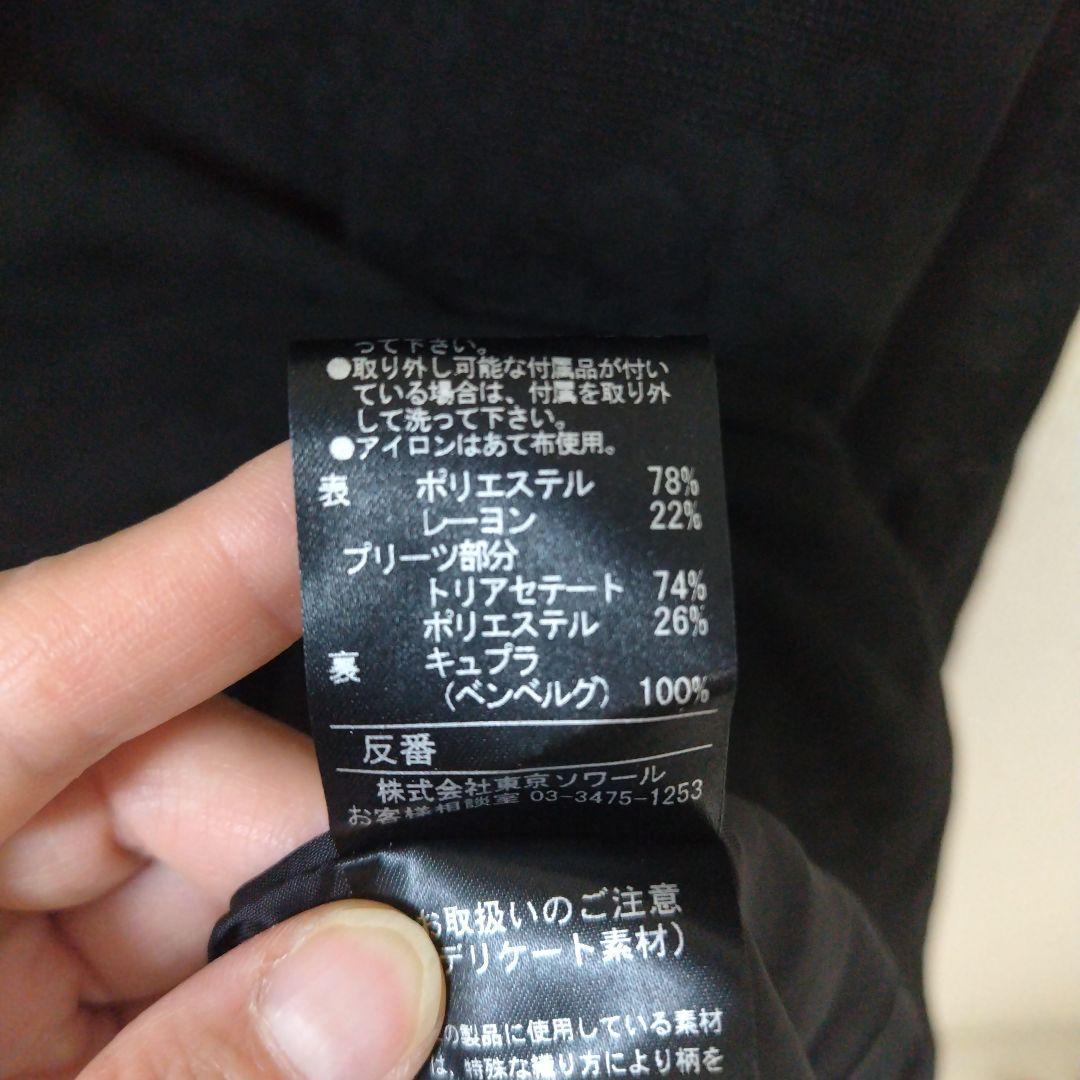 って下さい。
●取り外し可能な付属品が付い
ている場合は、付属を取り外
して洗って下さい。
●アイロンはあて布使用。
表 ポリエステル 78%
レーヨン 22%
プリーツ部分
トリアセテート 74%
ポリエステル 26%
裏 キュプラ
(ベンベルグ) 100%
反番
株式会社東京ソワール
お客様相談室 03-3475-1253
お取扱いのご注意
デリケート素材)
の製品に使用している素材
は、特殊な織り方により柄を